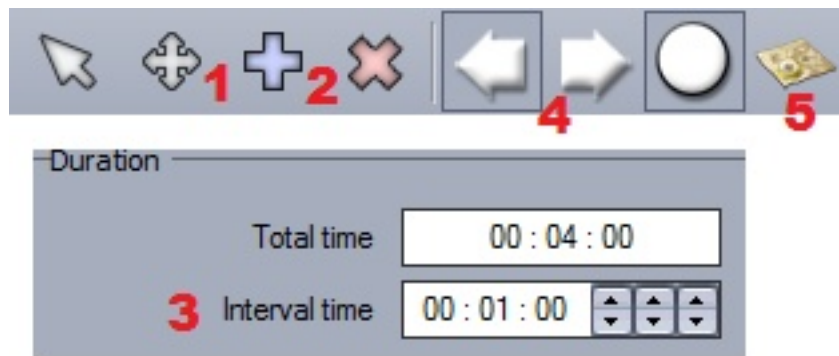 1 2 4 5
Duration
Total time 00 : 04 : 00
3 Interval time 00 : 01 : 00